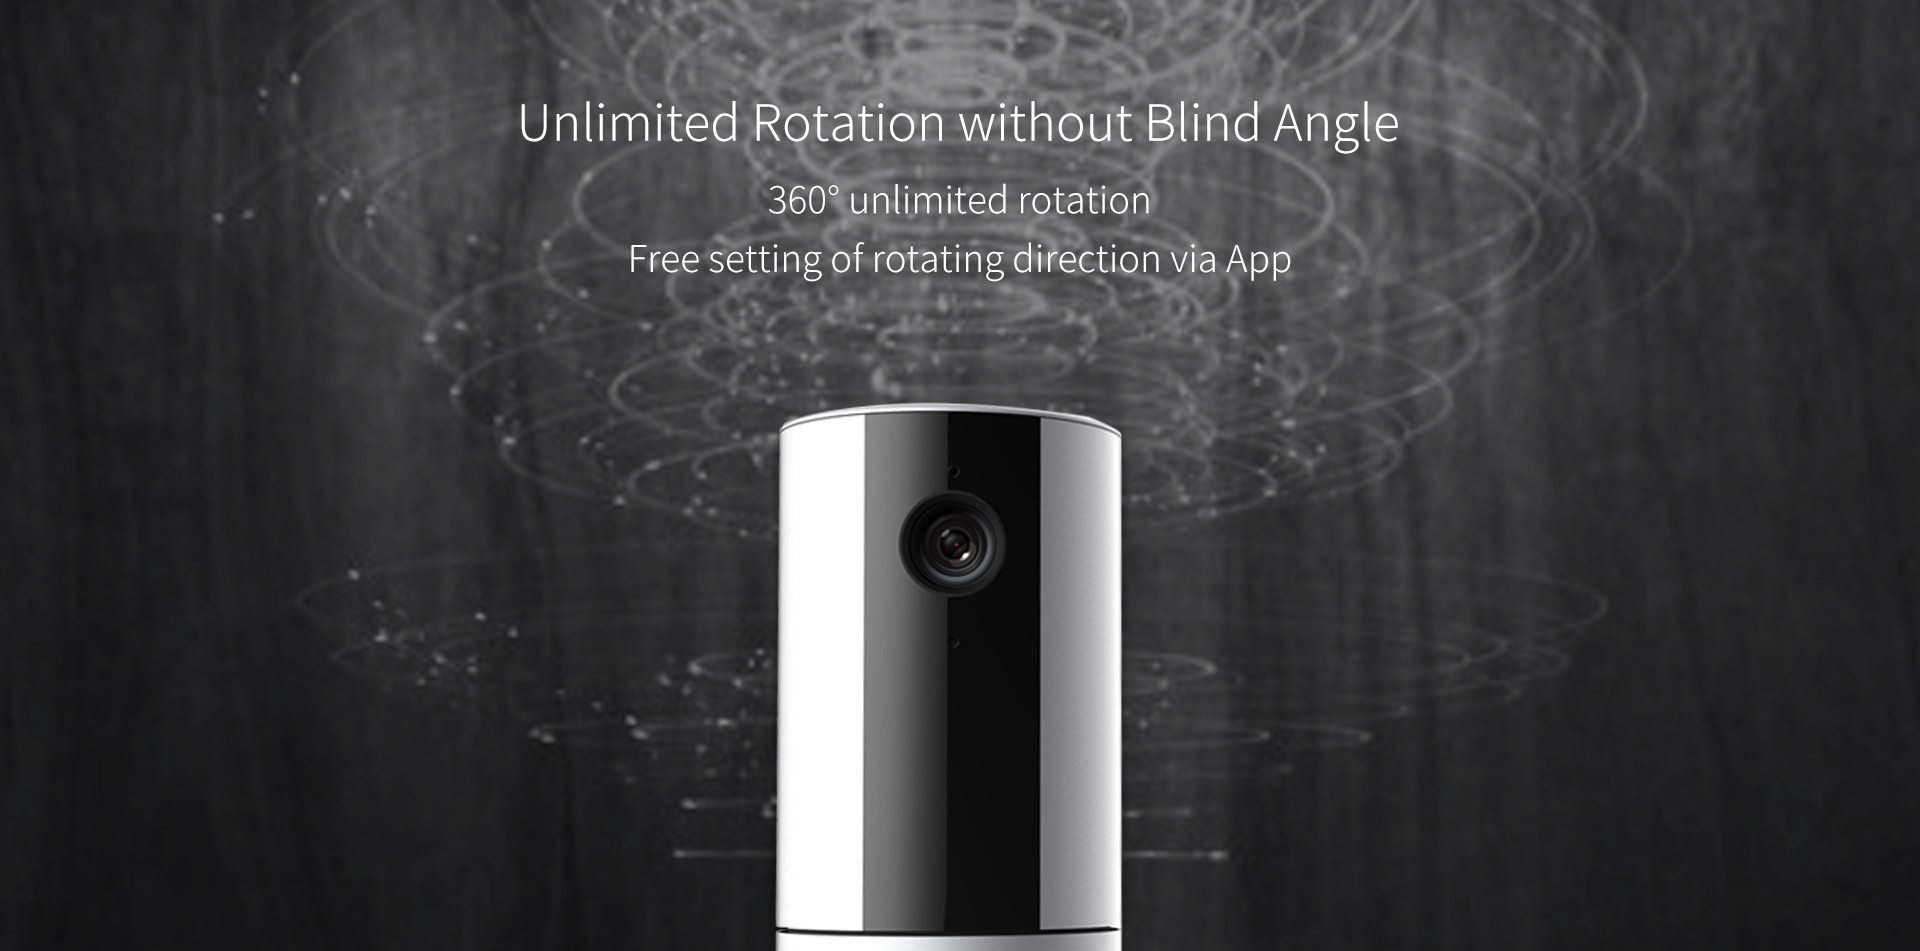 Unlimited Rotation without Blind Angle
360° unlimited rotation
Free setting of rotating direction via App